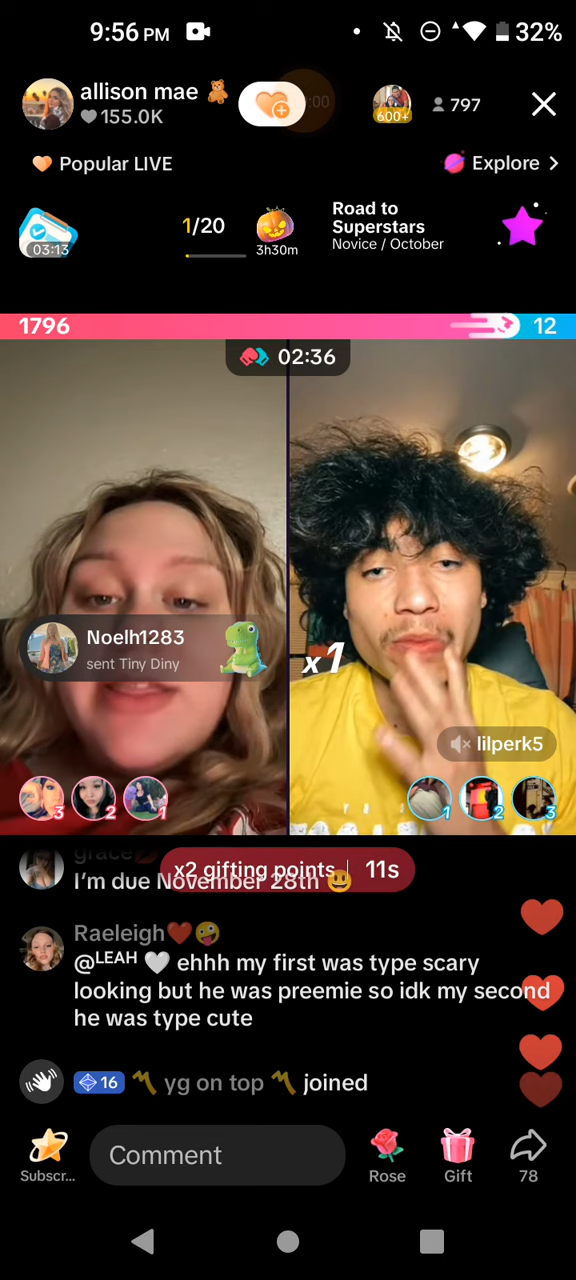 9:56 PM
32%
allison mae 🧸
155.0K
600+
797
Popular LIVE
Explore >
03:13
1/20
3h30m
Road to
Superstars
Novice / October
1796
12
02:36
Noelh1283
sent Tiny Diny
x1
lilperk5
3
2
1
1
2
3
grace
x2 gifting points | 11s
I'm due November 28th 😃
Raeleigh❤️🤪
@ᴸᴱᴬᴴ 🤍 ehhh my first was type scary
looking but he was preemie so idk my second
he was type cute
16 〽️ yg on top 〽️ joined
Subscr...
Comment
Rose
Gift
78